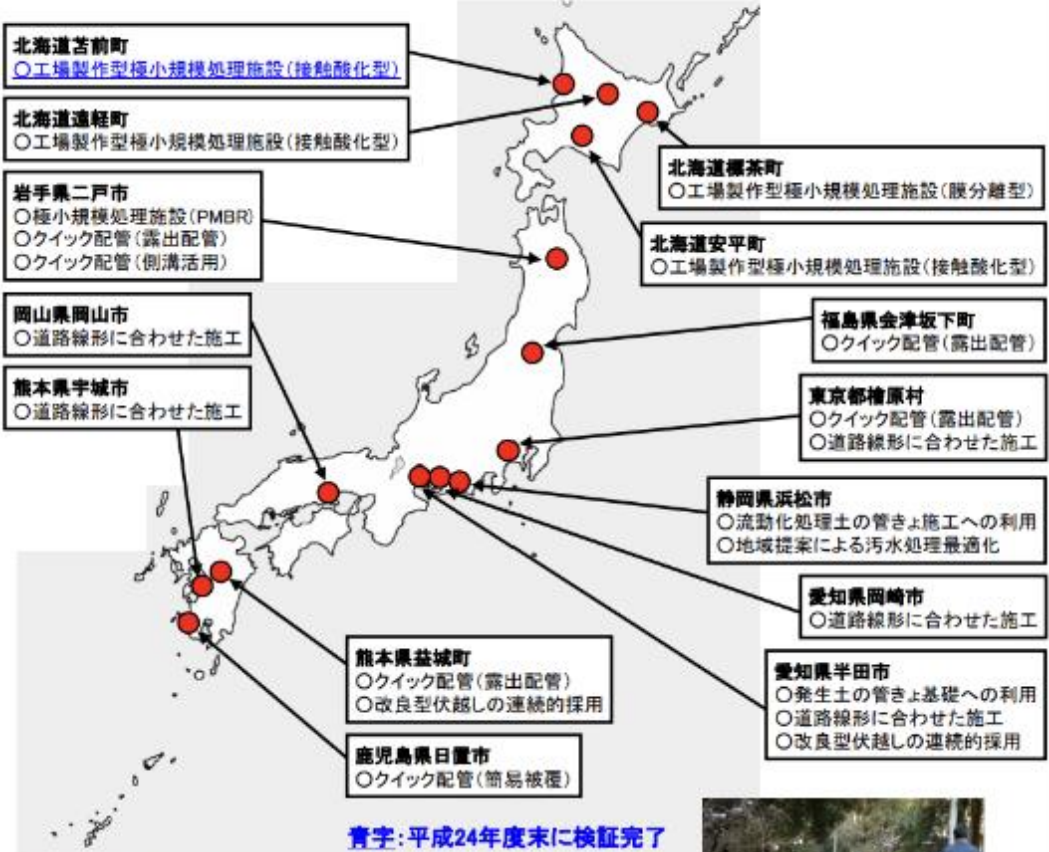 北海道苫前町
○工場製作型極小規模処理施設(接触酸化型)
北海道遠軽町
○工場製作型極小規模処理施設(接触酸化型)
岩手県二戸市
○極小規模処理施設(PMBR)
○クイック配管(露出配管)
○クイック配管(側溝活用)
岡山県岡山市
○道路線形に合わせた施工
熊本県宇城市
○道路線形に合わせた施工
北海道標茶町
○工場製作型極小規模処理施設(膜分離型)
北海道安平町
○工場製作型極小規模処理施設(接触酸化型)
福島県会津坂下町
○クイック配管(露出配管)
東京都檜原村
○クイック配管(露出配管)
○道路線形に合わせた施工
静岡県浜松市
○流動化処理土の管きょ施工への利用
○地域提案による汚水処理最適化
愛知県岡崎市
○道路線形に合わせた施工
愛知県半田市
○発生土の管きょ基礎への利用
○道路線形に合わせた施工
○改良型伏越しの連続的採用
熊本県益城町
○クイック配管(露出配管)
○改良型伏越しの連続的採用
鹿児島県日置市
○クイック配管(簡易被覆)
青字:平成24年度末に検証完了